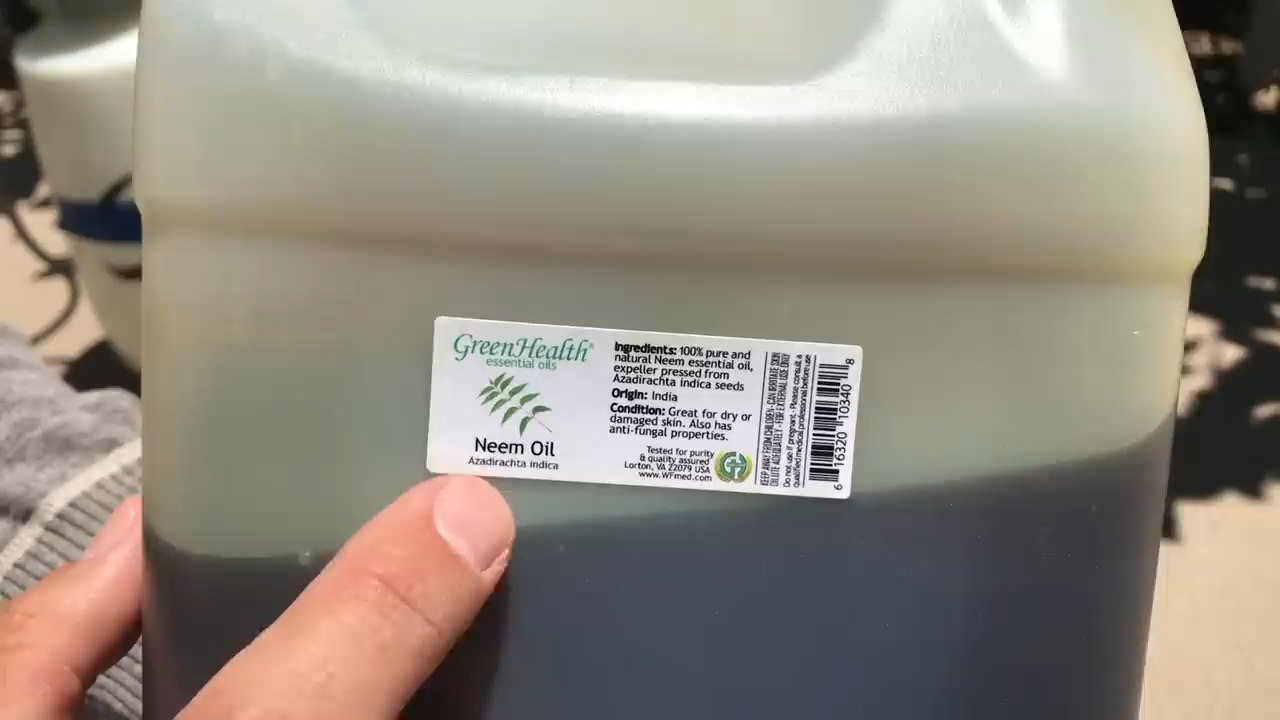 GreenHealth®
essential oils
Neem Oil
Azadirachta indica
Ingredients: 100% pure and
natural Neem essential oil,
expeller pressed from
Azadirachta indica seeds
Origin: India
Condition: Great for dry or
damaged skin. Also has
anti-fungal properties.
Tested for purity
& quality assured
Lorton, VA 22079 USA
www.WFmed.com
KEEP AWAY FROM CHILDREN - CAN IRRITATE SKIN
DILUTE ADEQUATELY - FOR EXTERNAL USE ONLY
Do not use if pregnant - Please consult a
qualified medical professional before use
6 16320 10340 8